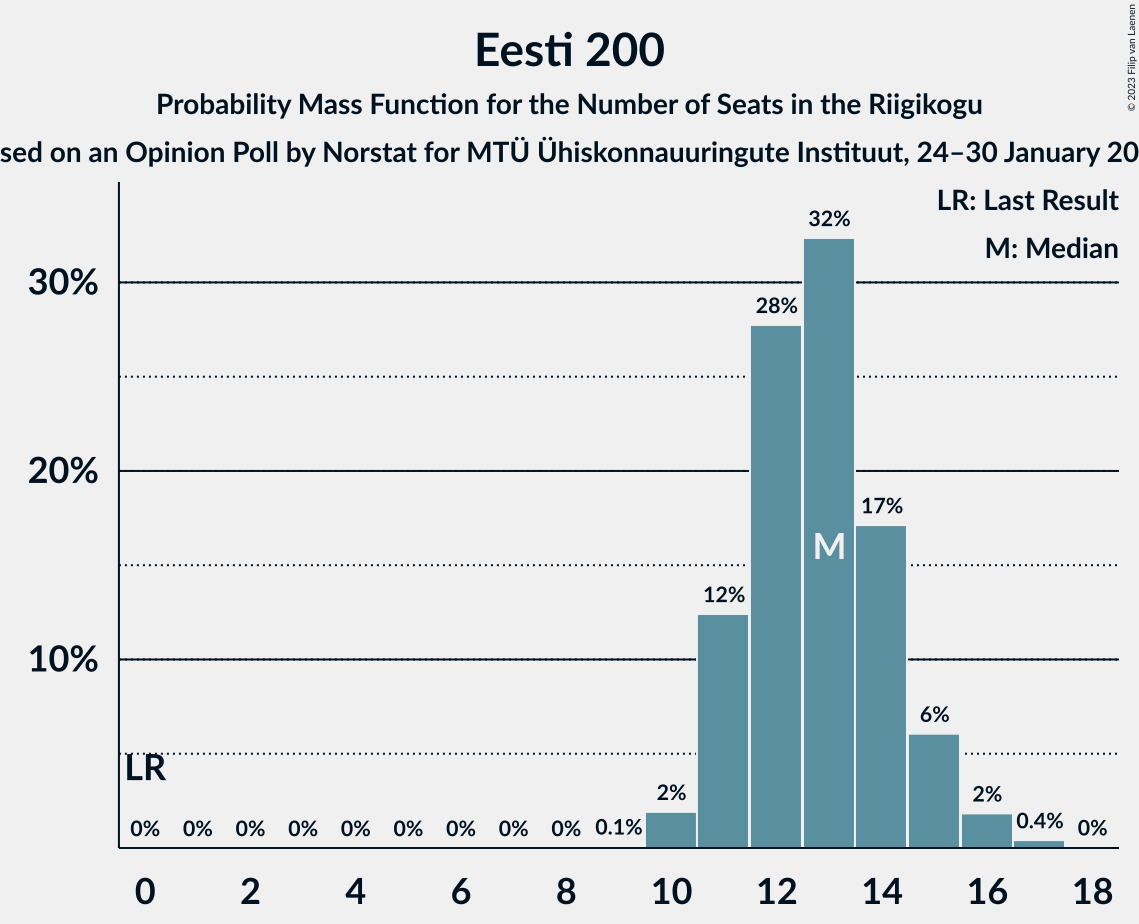 Eesti 200
Probability Mass Function for the Number of Seats in the Riigikogu
sed on an Opinion Poll by Norstat for MTÜ Ühiskonnauuringute Instituut, 24–30 January 20
© 2023 Filip van Laenen
LR: Last Result
M: Median
30%
20%
10%
32%
28%
17%
M
12%
6%
LR
2%
2%
0% 0% 0% 0% 0% 0% 0% 0% 0% 0.1% 0.4% 0%
0 2 4 6 8 10 12 14 16 18